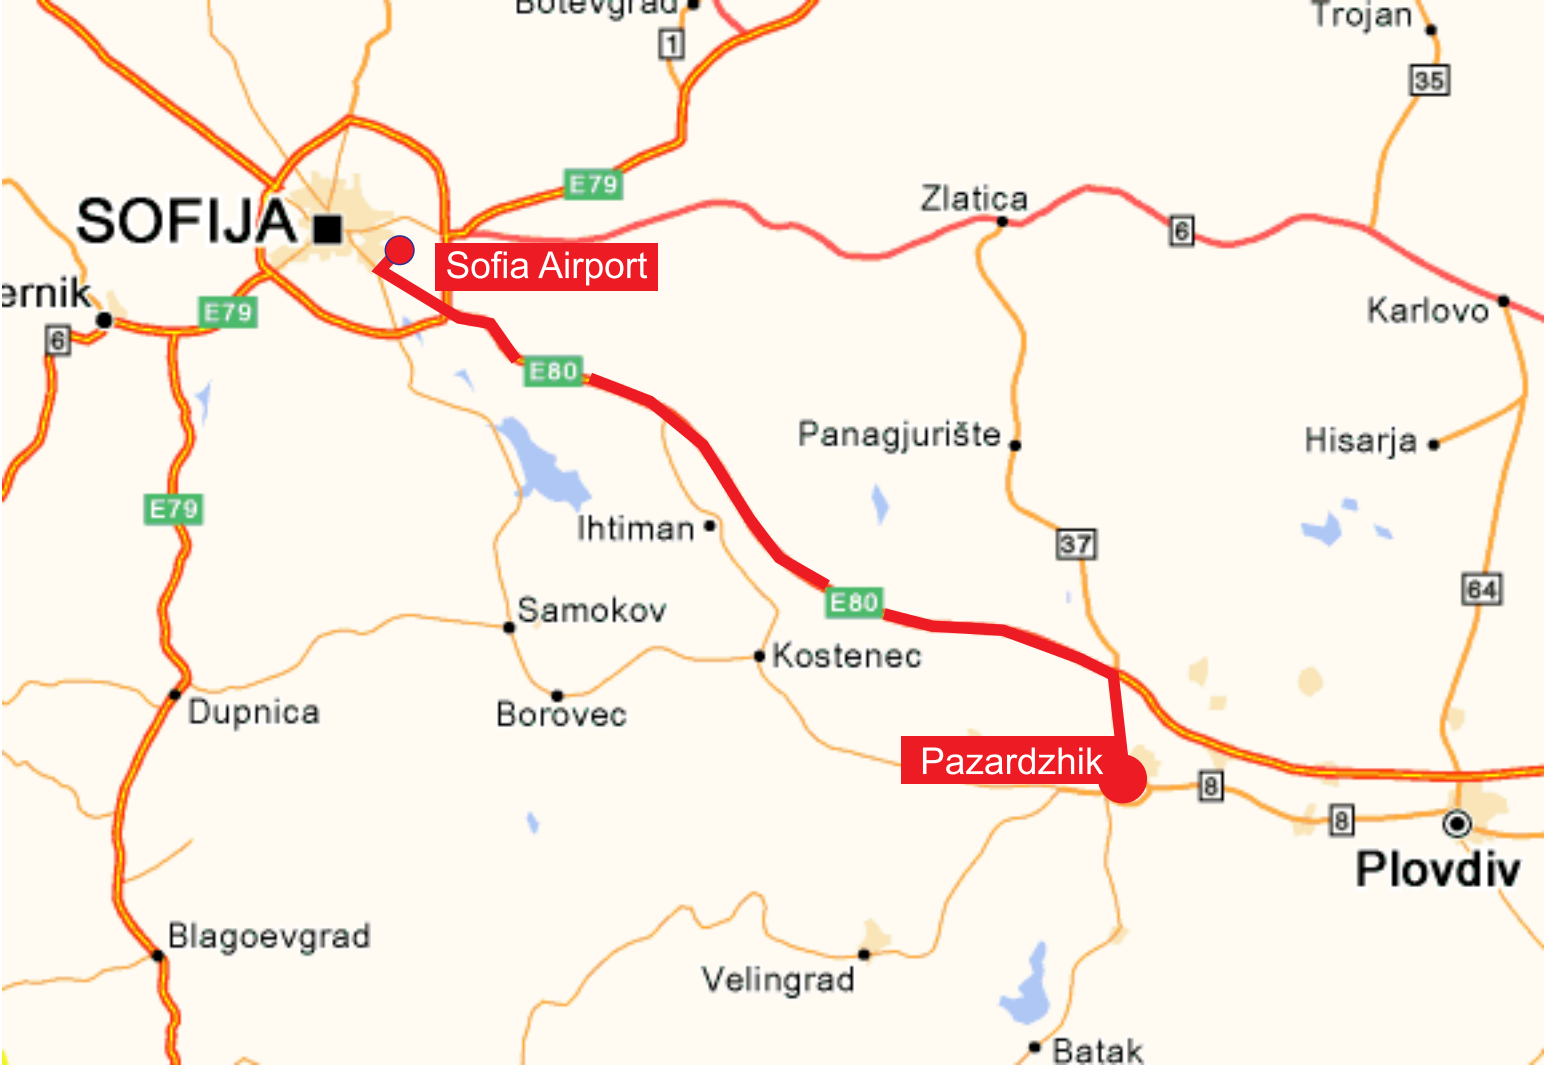 Botevgrad
Trojan
1
35
E79
Zlatica
SOFIJA
6
Sofia Airport
ernik
E79
Karlovo
6
E80
Panagjurište
Hisarja
E79
Ihtiman
37
64
E80
Samokov
Kostenec
Dupnica
Borovec
Pazardzhik
8
8
Plovdiv
Blagoevgrad
Velingrad
Batak